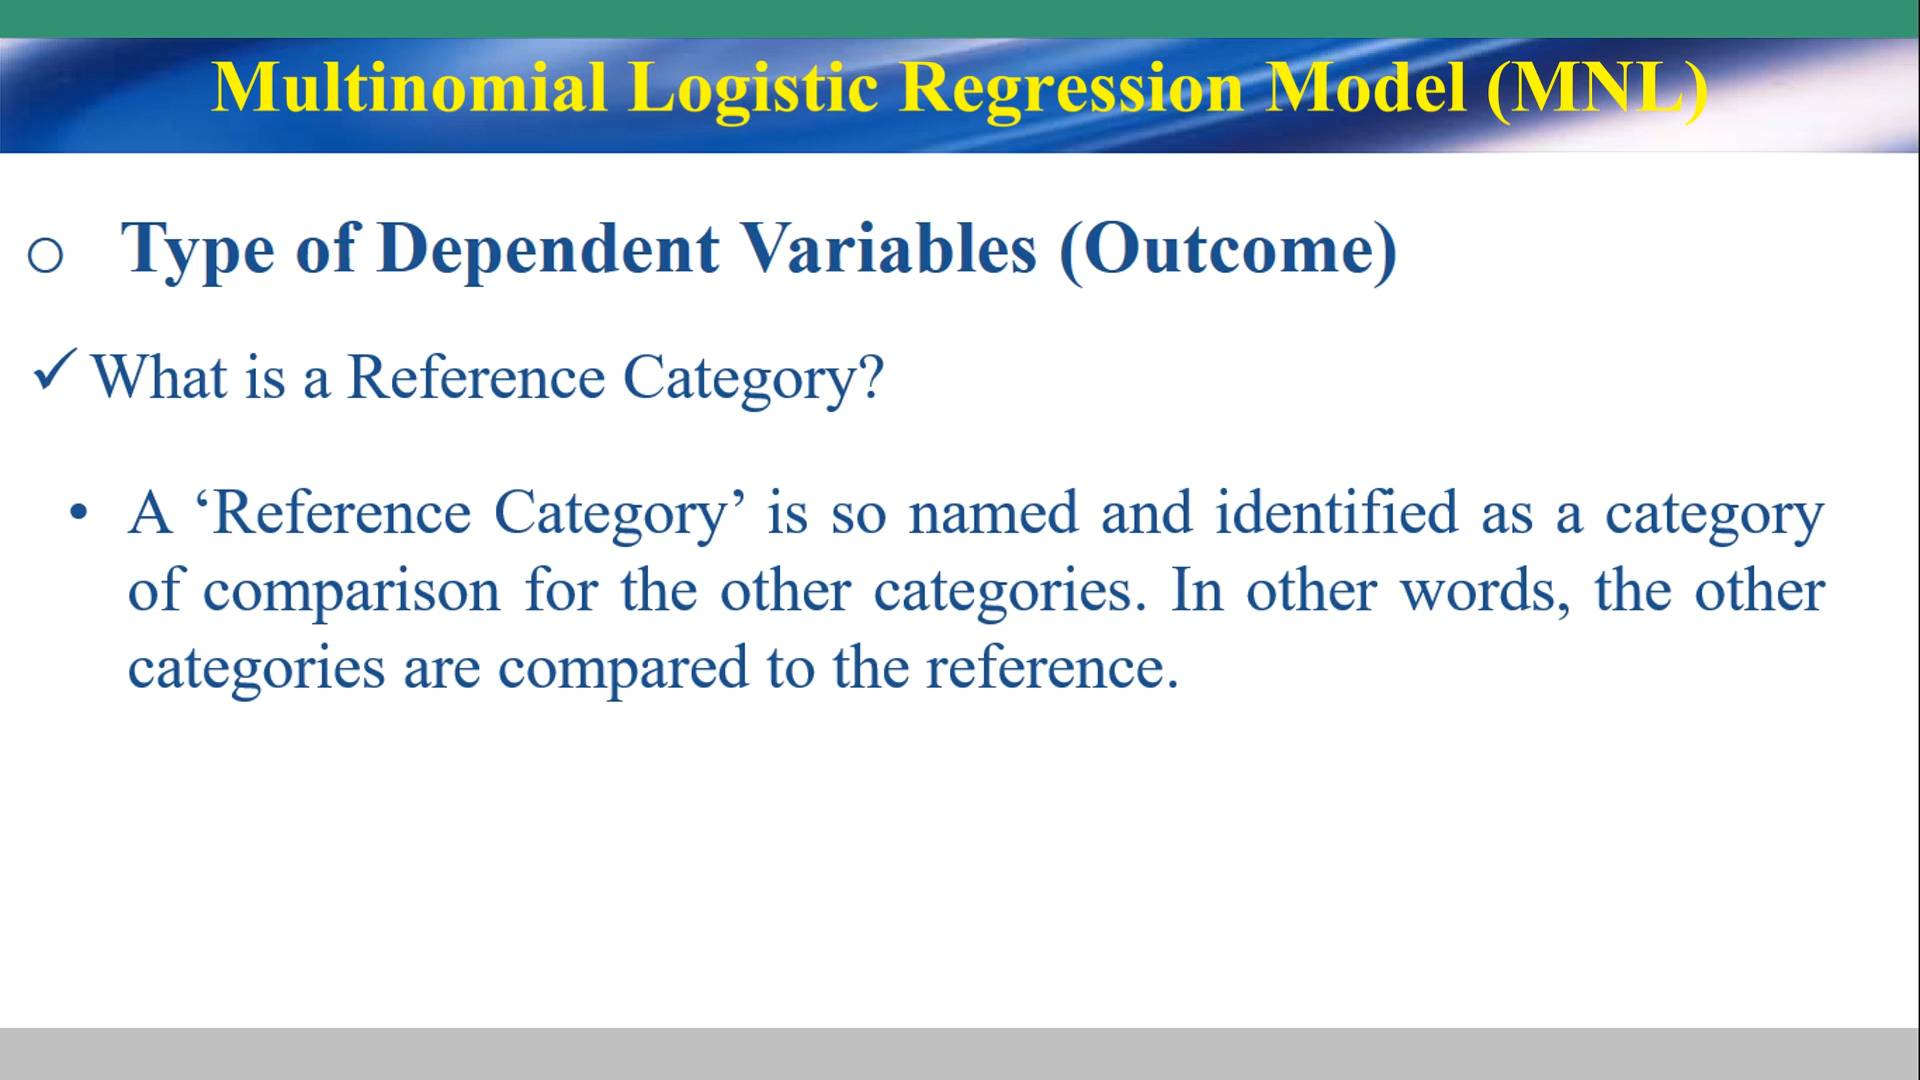 Multinomial Logistic Regression Model (MNL)
○ Type of Dependent Variables (Outcome)
✓ What is a Reference Category?
• A ‘Reference Category’ is so named and identified as a category
of comparison for the other categories. In other words, the other
categories are compared to the reference.